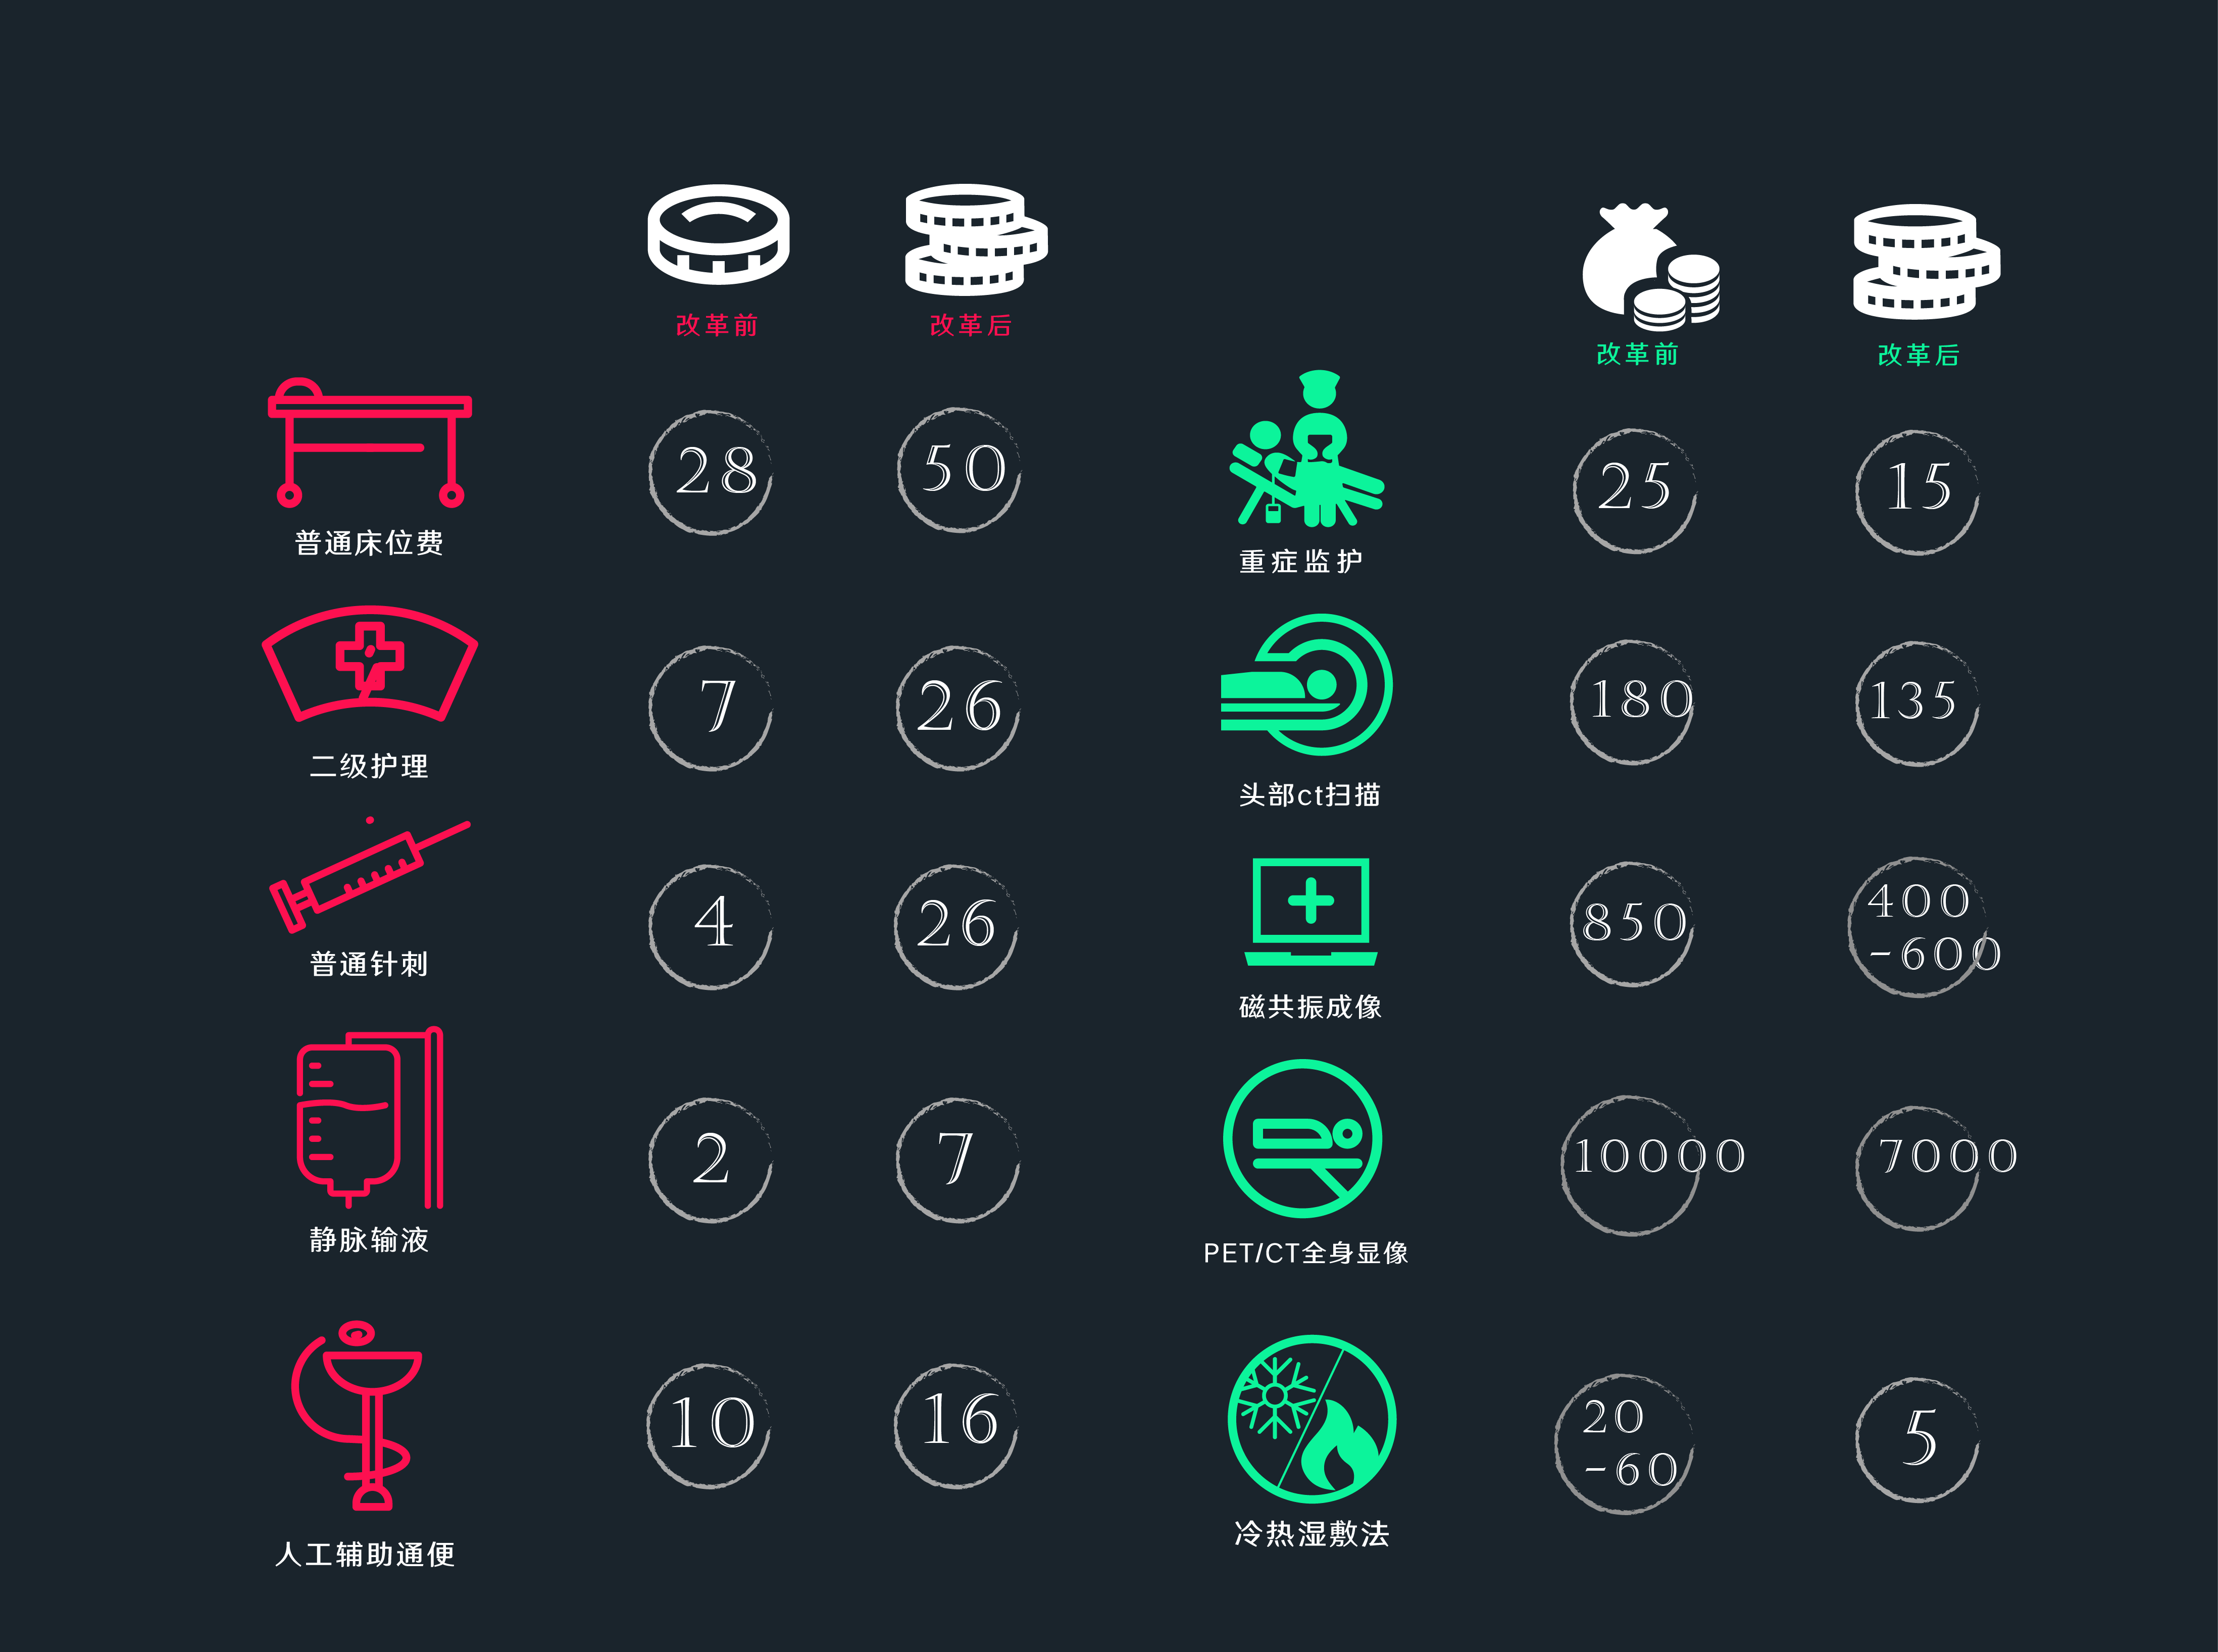 改革前
改革后
改革前
改革后
普通床位费
28
50
二级护理
7
26
普通针刺
4
26
静脉输液
2
7
人工辅助通便
10
16
重症监护
25
15
头部ct扫描
180
135
磁共振成像
850
400
-600
PET/CT全身显像
10000
7000
冷热湿敷法
20
-60
5